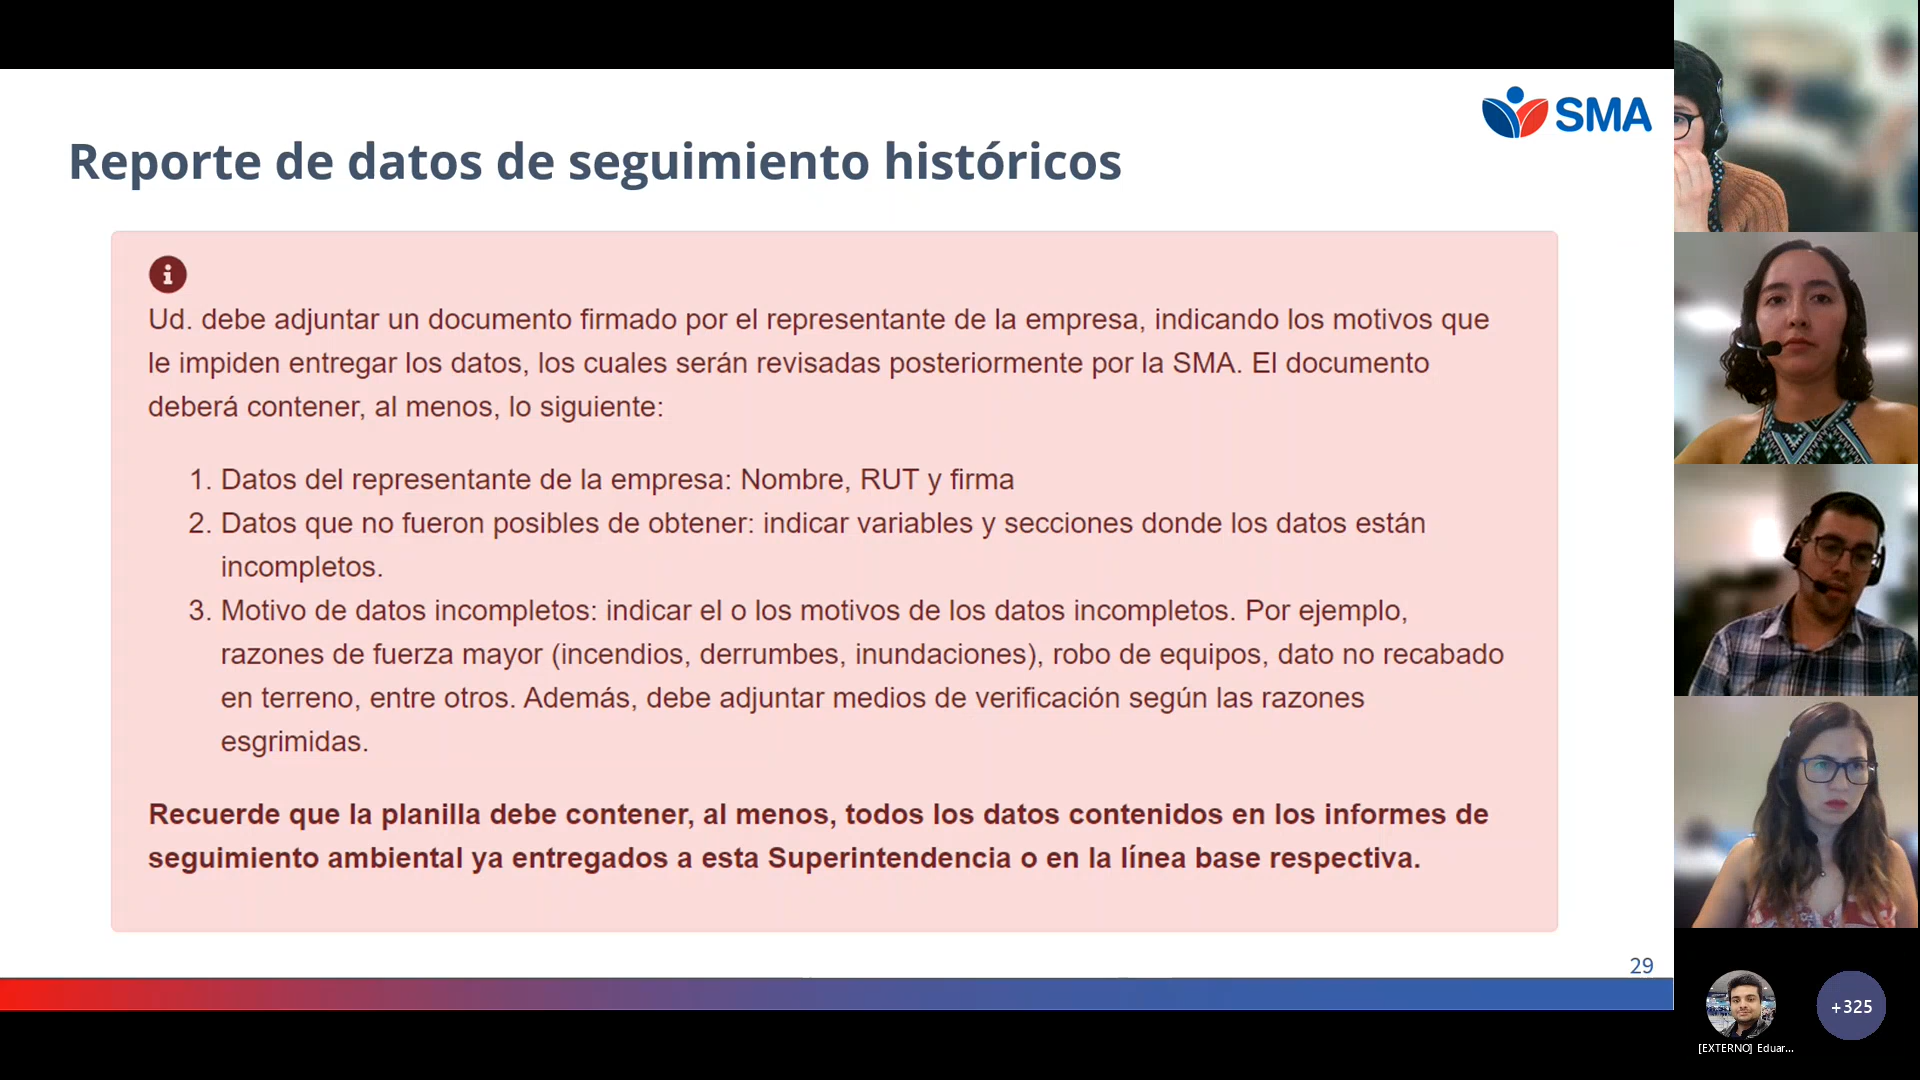 SMA
Reporte de datos de seguimiento históricos
Ud. debe adjuntar un documento firmado por el representante de la empresa, indicando los motivos que
le impiden entregar los datos, los cuales serán revisadas posteriormente por la SMA. El documento
deberá contener, al menos, lo siguiente:
1. Datos del representante de la empresa: Nombre, RUT y firma
2. Datos que no fueron posibles de obtener: indicar variables y secciones donde los datos están
incompletos.
3. Motivo de datos incompletos: indicar el o los motivos de los datos incompletos. Por ejemplo,
razones de fuerza mayor (incendios, derrumbes, inundaciones), robo de equipos, dato no recabado
en terreno, entre otros. Además, debe adjuntar medios de verificación según las razones
esgrimidas.
Recuerde que la planilla debe contener, al menos, todos los datos contenidos en los informes de
seguimiento ambiental ya entregados a esta Superintendencia o en la línea base respectiva.
29
+325
[EXTERNO] Eduar...